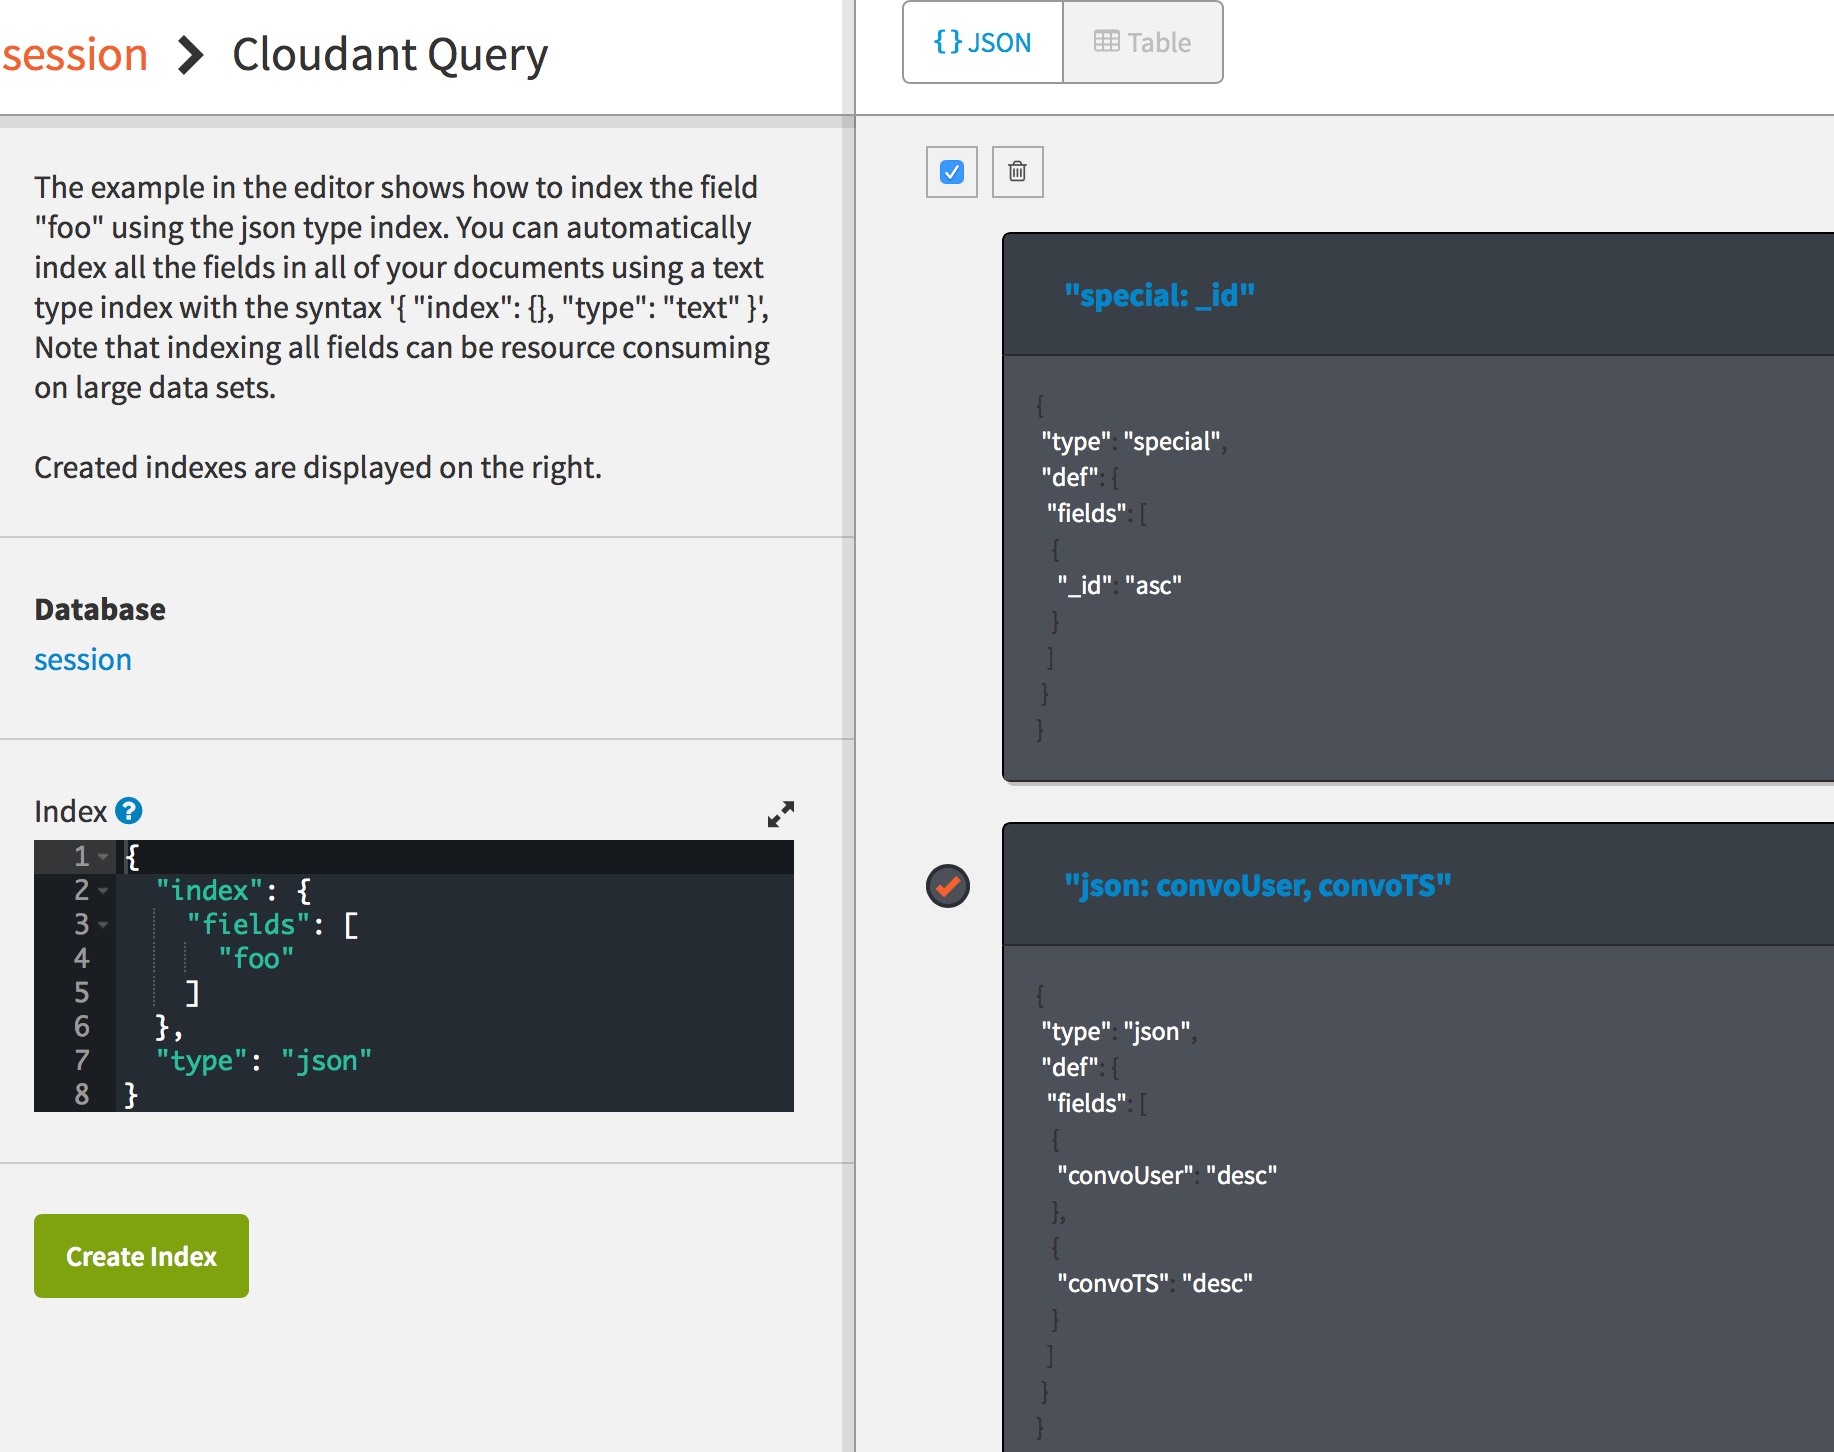 session > Cloudant Query
The example in the editor shows how to index the field
"foo" using the json type index. You can automatically
index all the fields in all of your documents using a text
type index with the syntax '{ "index": {}, "type": "text" }',
Note that indexing all fields can be resource consuming
on large data sets.
Created indexes are displayed on the right.
Database
session
Index ?
1 {
2 "index": {
3 "fields": [
4 "foo"
5 ]
6 },
7 "type": "json"
8 }
Create Index
{} JSON
Table
"special: _id"
{
"type": "special",
"def": {
"fields": [
{
"_id": "asc"
}
]
}
}
"json: convoUser, convoTS"
{
"type": "json",
"def": {
"fields": [
{
"convoUser": "desc"
},
{
"convoTS": "desc"
}
]
}
}